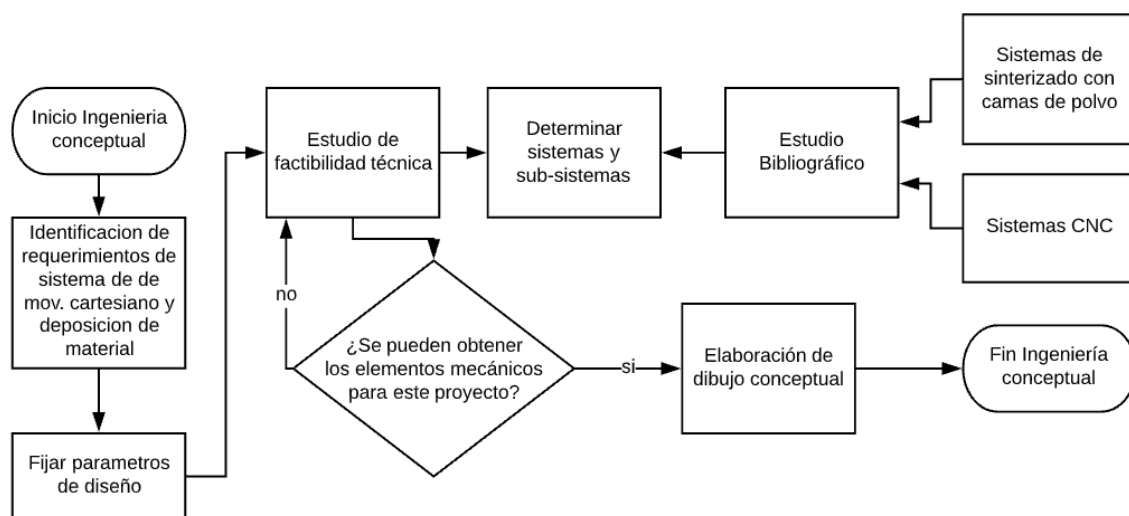 Inicio Ingenieria
conceptual
Identificacion de
requerimientos de
sistema de de
mov. cartesiano y
deposicion de
material
Fijar parametros
de diseño
Estudio de
factibilidad técnica
Determinar
sistemas y
sub-sistemas
Estudio
Bibliográfico
Sistemas de
sinterizado con
camas de polvo
Sistemas CNC
no
¿Se pueden obtener
los elementos mecánicos
para este proyecto?
si
Elaboración de
dibujo conceptual
Fin Ingeniería
conceptual